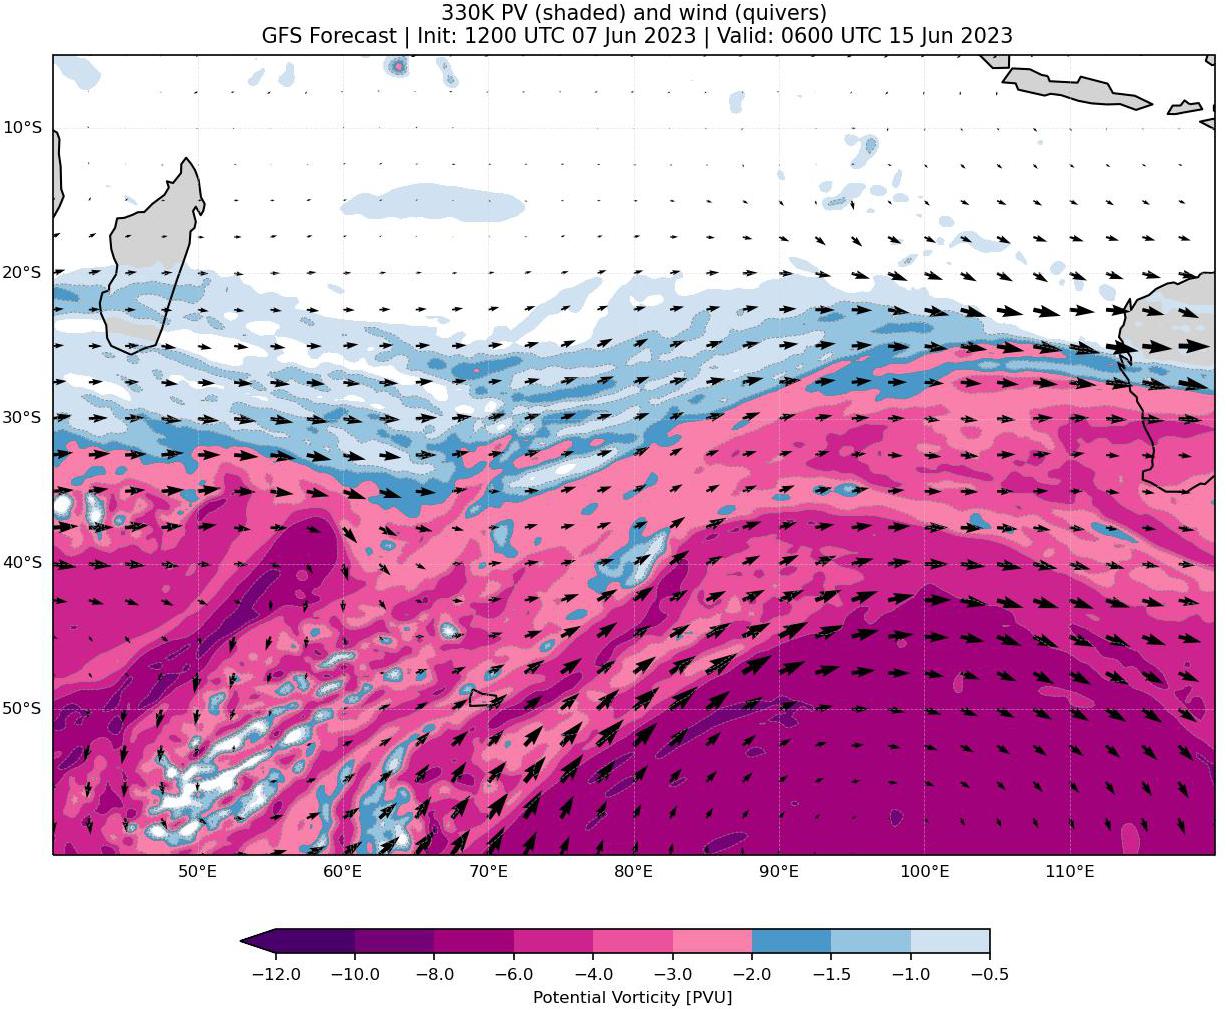 330K PV (shaded) and wind (quivers)
GFS Forecast | Init: 1200 UTC 07 Jun 2023 | Valid: 0600 UTC 15 Jun 2023
10°S
20°S
30°S
40°S
50°S
50°E 60°E 70°E 80°E 90°E 100°E 110°E
−12.0 −10.0 −8.0 −6.0 −4.0 −3.0 −2.0 −1.5 −1.0 −0.5
Potential Vorticity [PVU]